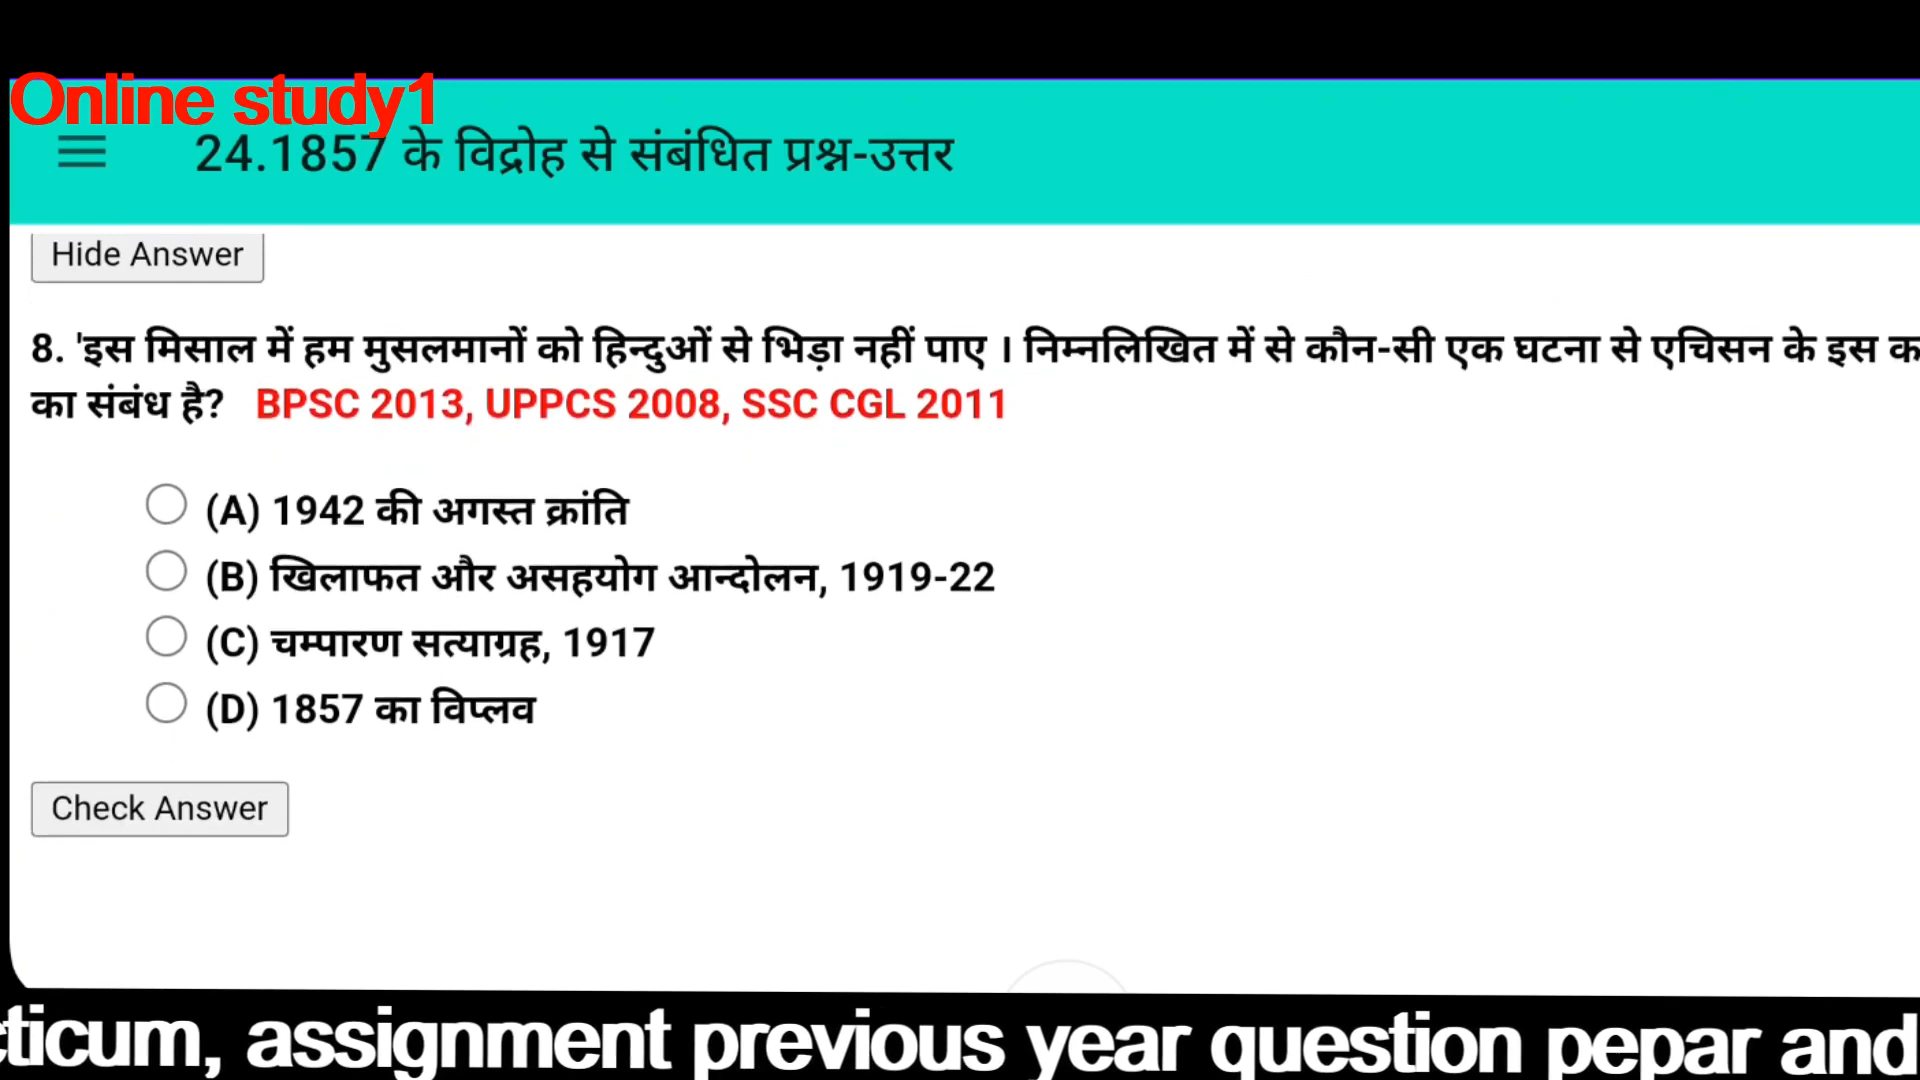 Online study1
24.1857 के विद्रोह से संबंधित प्रश्न-उत्तर
Hide Answer
8. 'इस मिसाल में हम मुसलमानों को हिन्दुओं से भिड़ा नहीं पाए । निम्नलिखित में से कौन-सी एक घटना से एचिसन के इस
का संबंध है? BPSC 2013, UPPCS 2008, SSC CGL 2011
(A) 1942 की अगस्त क्रांति
(B) खिलाफत और असहयोग आन्दोलन, 1919-22
(C) चम्पारण सत्याग्रह, 1917
(D) 1857 का विप्लव
Check Answer
assignment previous year question pepar and